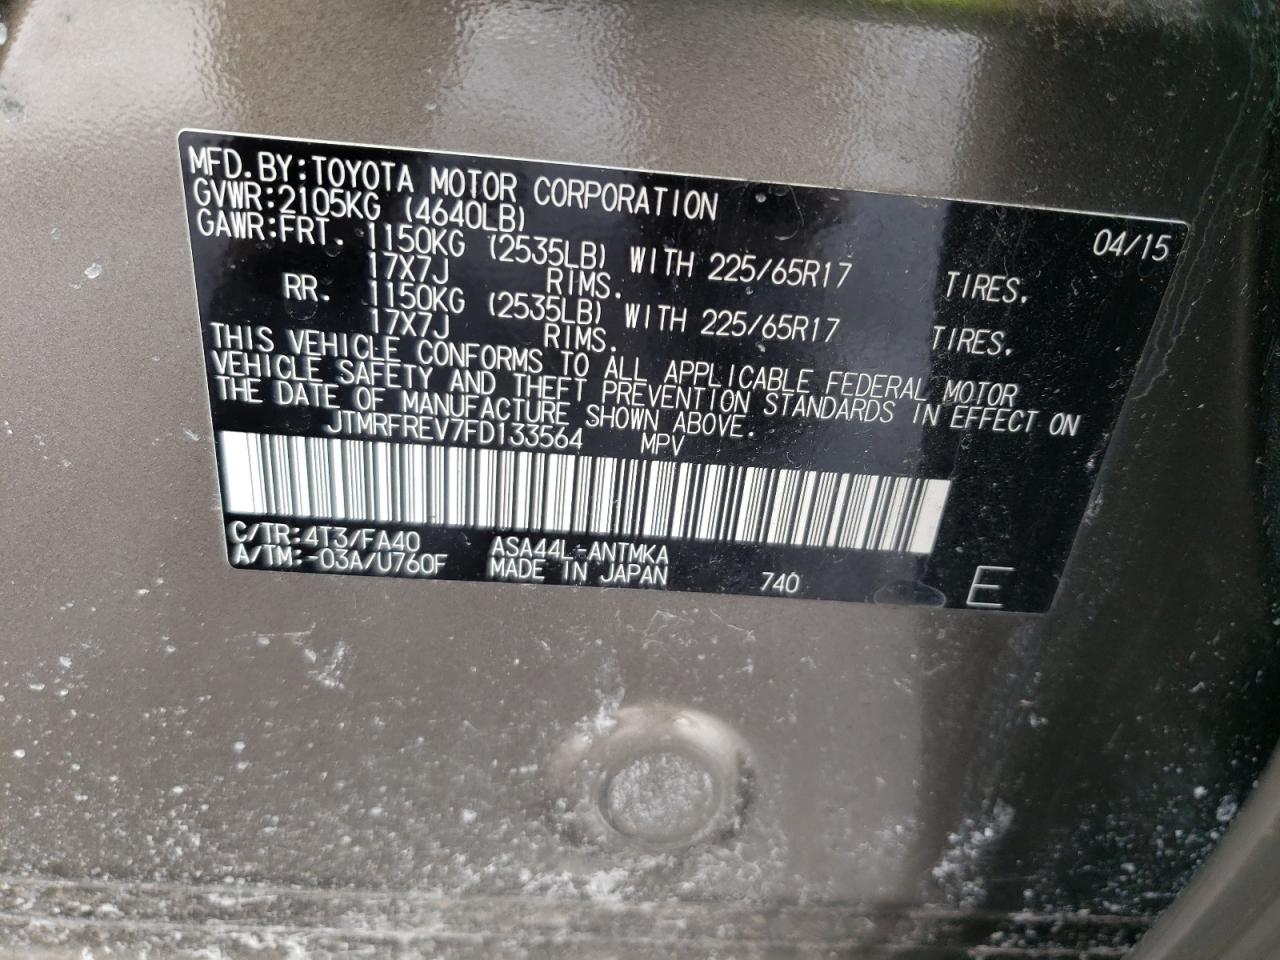 MFD.BY:TOYOTA MOTOR CORPORATION 04/15
GVWR:2105KG (4640LB)
GAWR:FRT. 1150KG (2535LB) WITH 225/65R17 TIRES.
17X7J RIMS.
RR. 1150KG (2535LB) WITH 225/65R17 TIRES.
17X7J RIMS.
THIS VEHICLE CONFORMS TO ALL APPLICABLE FEDERAL MOTOR
VEHICLE SAFETY AND THEFT PREVENTION STANDARDS IN EFFECT ON
THE DATE OF MANUFACTURE SHOWN ABOVE.
JTMRFREV7FD133564 MPV
C/TR:4T3/FA40 ASA44L-ANTMKA
A/TM:-03A/U760F MADE IN JAPAN 740 E